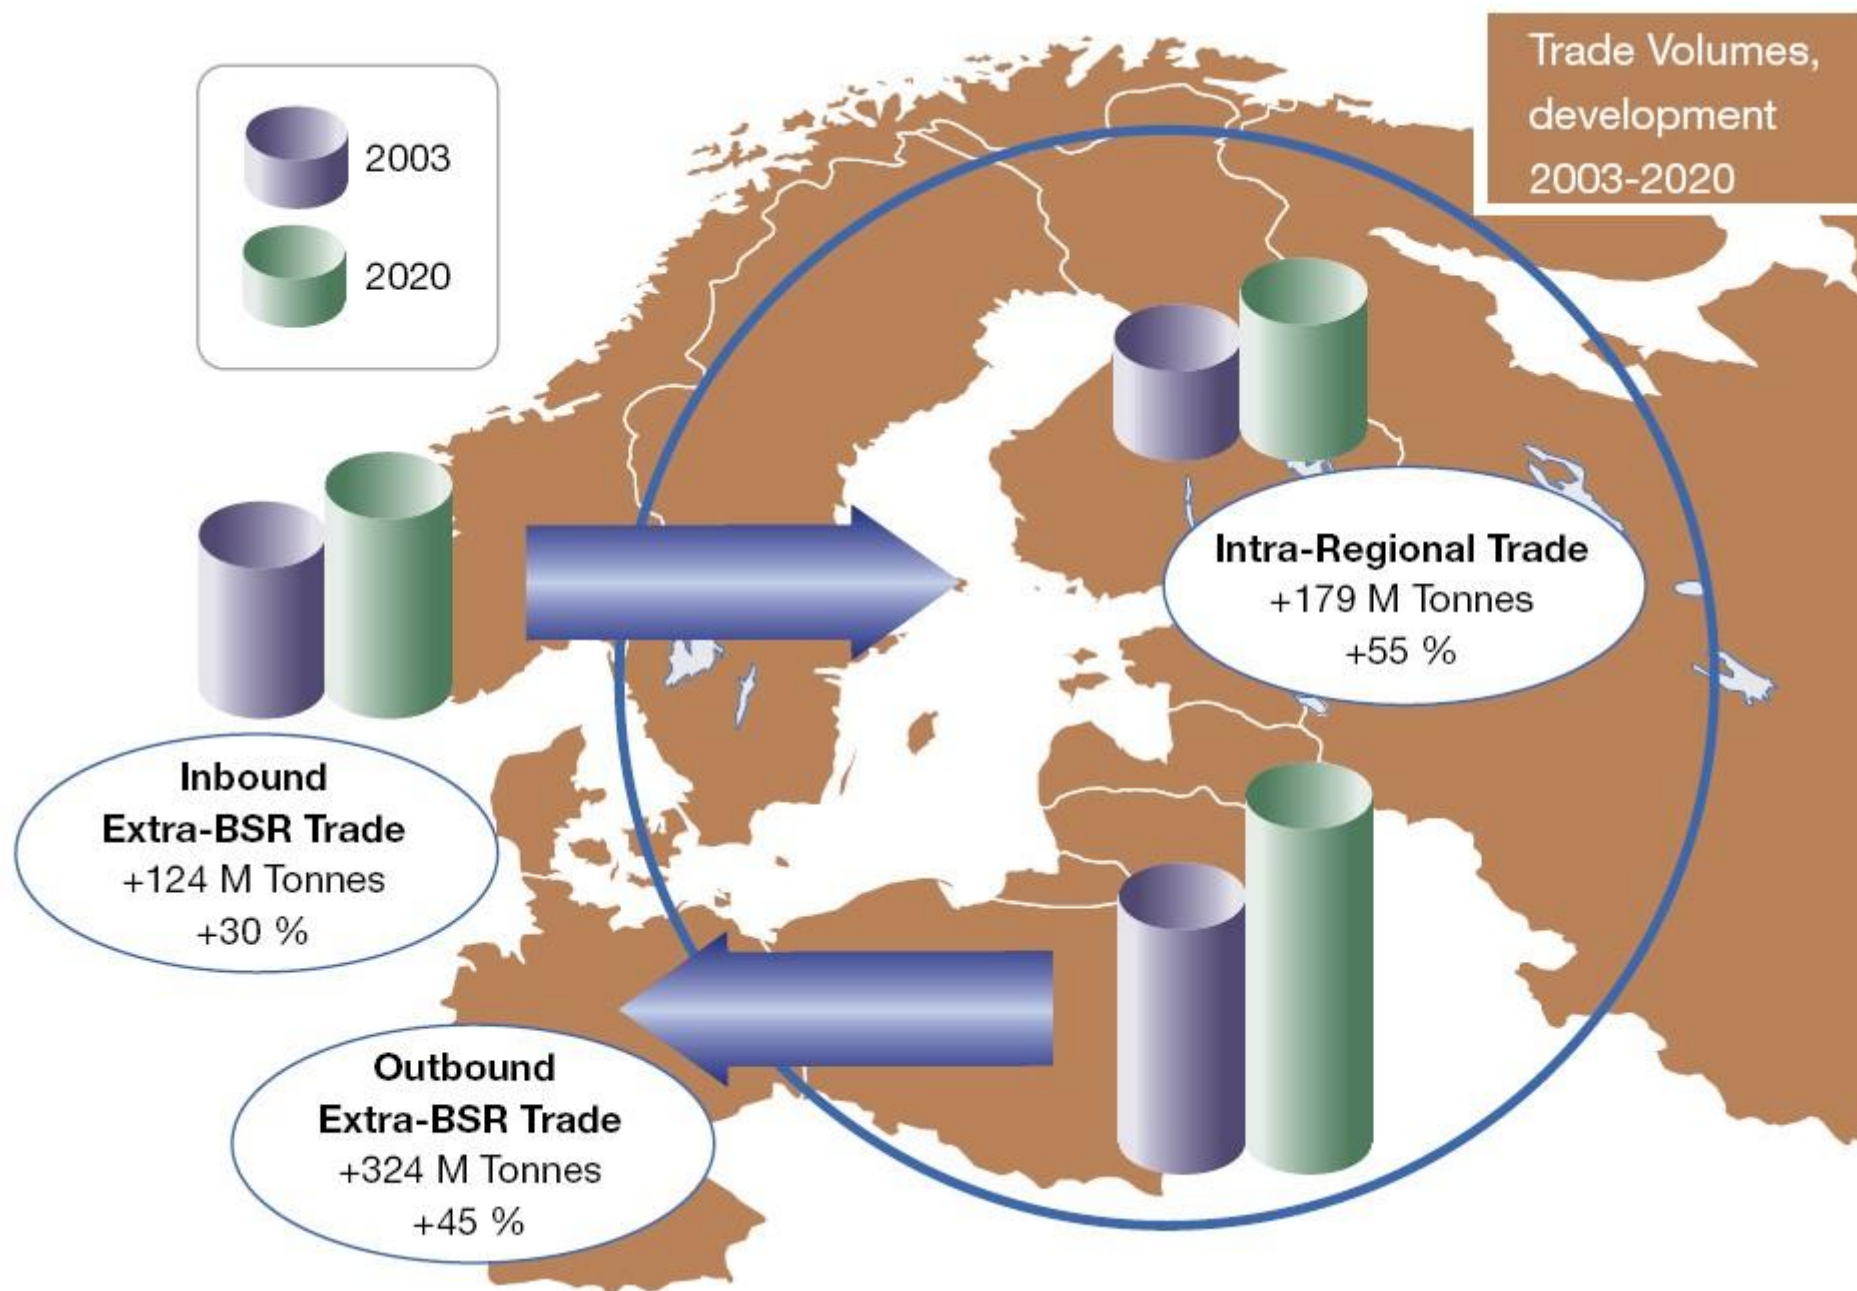 Trade Volumes,
development
2003-2020
2003
2020
Intra-Regional Trade
+179 M Tonnes
+55 %
Inbound
Extra-BSR Trade
+124 M Tonnes
+30 %
Outbound
Extra-BSR Trade
+324 M Tonnes
+45 %